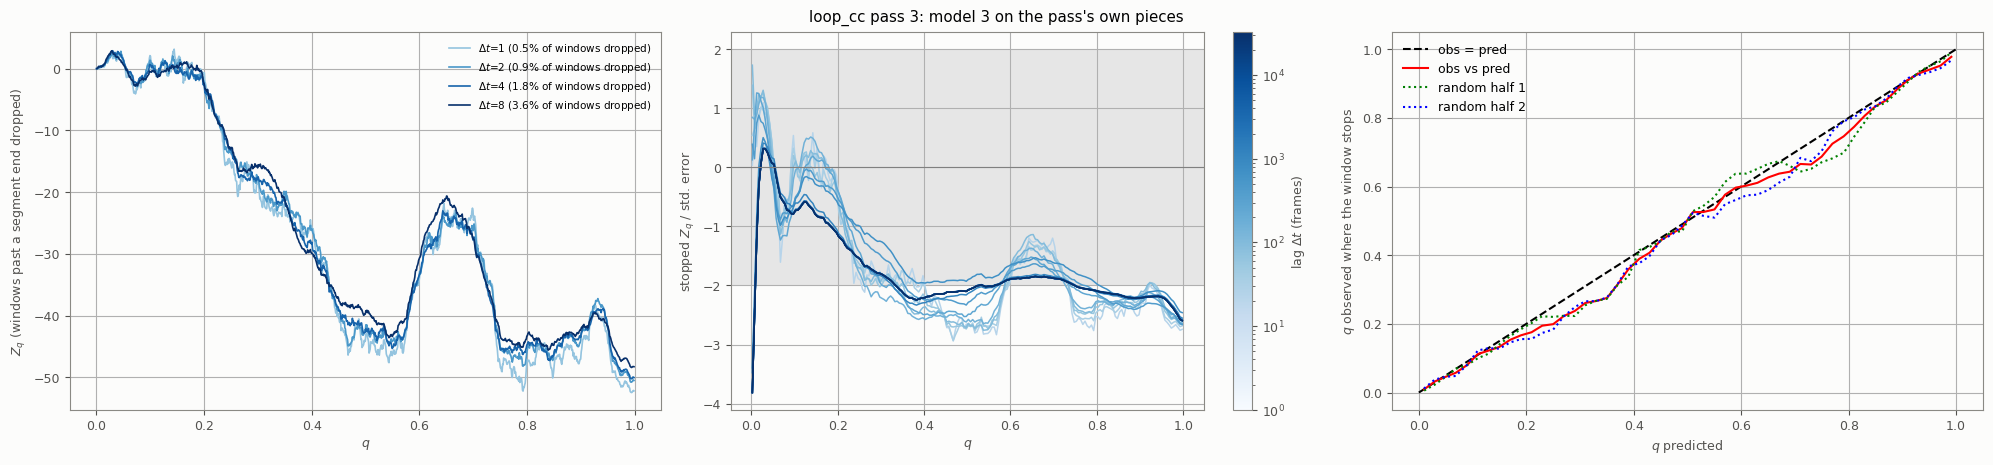 loop_cc pass 3: model 3 on the pass's own pieces
Z_q (windows past a segment end dropped)
0
−10
−20
−30
−40
−50
0.0 0.2 0.4 0.6 0.8 1.0
q
Δt=1 (0.5% of windows dropped)
Δt=2 (0.9% of windows dropped)
Δt=4 (1.8% of windows dropped)
Δt=8 (3.6% of windows dropped)
stopped Z_q / std. error
2
1
0
−1
−2
−3
−4
0.0 0.2 0.4 0.6 0.8 1.0
q
10^4
10^3
10^2
10^1
10^0
lag Δt (frames)
q observed where the window stops
1.0
0.8
0.6
0.4
0.2
0.0
0.0 0.2 0.4 0.6 0.8 1.0
q predicted
obs = pred
obs vs pred
random half 1
random half 2